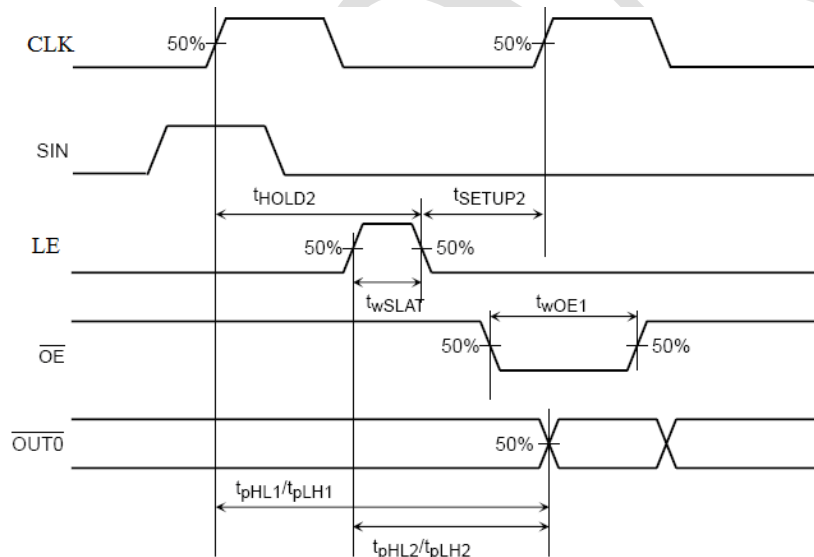 CLK
50%
50%
SIN
tHOLD2
tSETUP2
LE
50%
50%
twSLAT
twOE1
OE
50%
50%
OUT0
50%
tpHL1/tpLH1
tpHL2/tpLH2